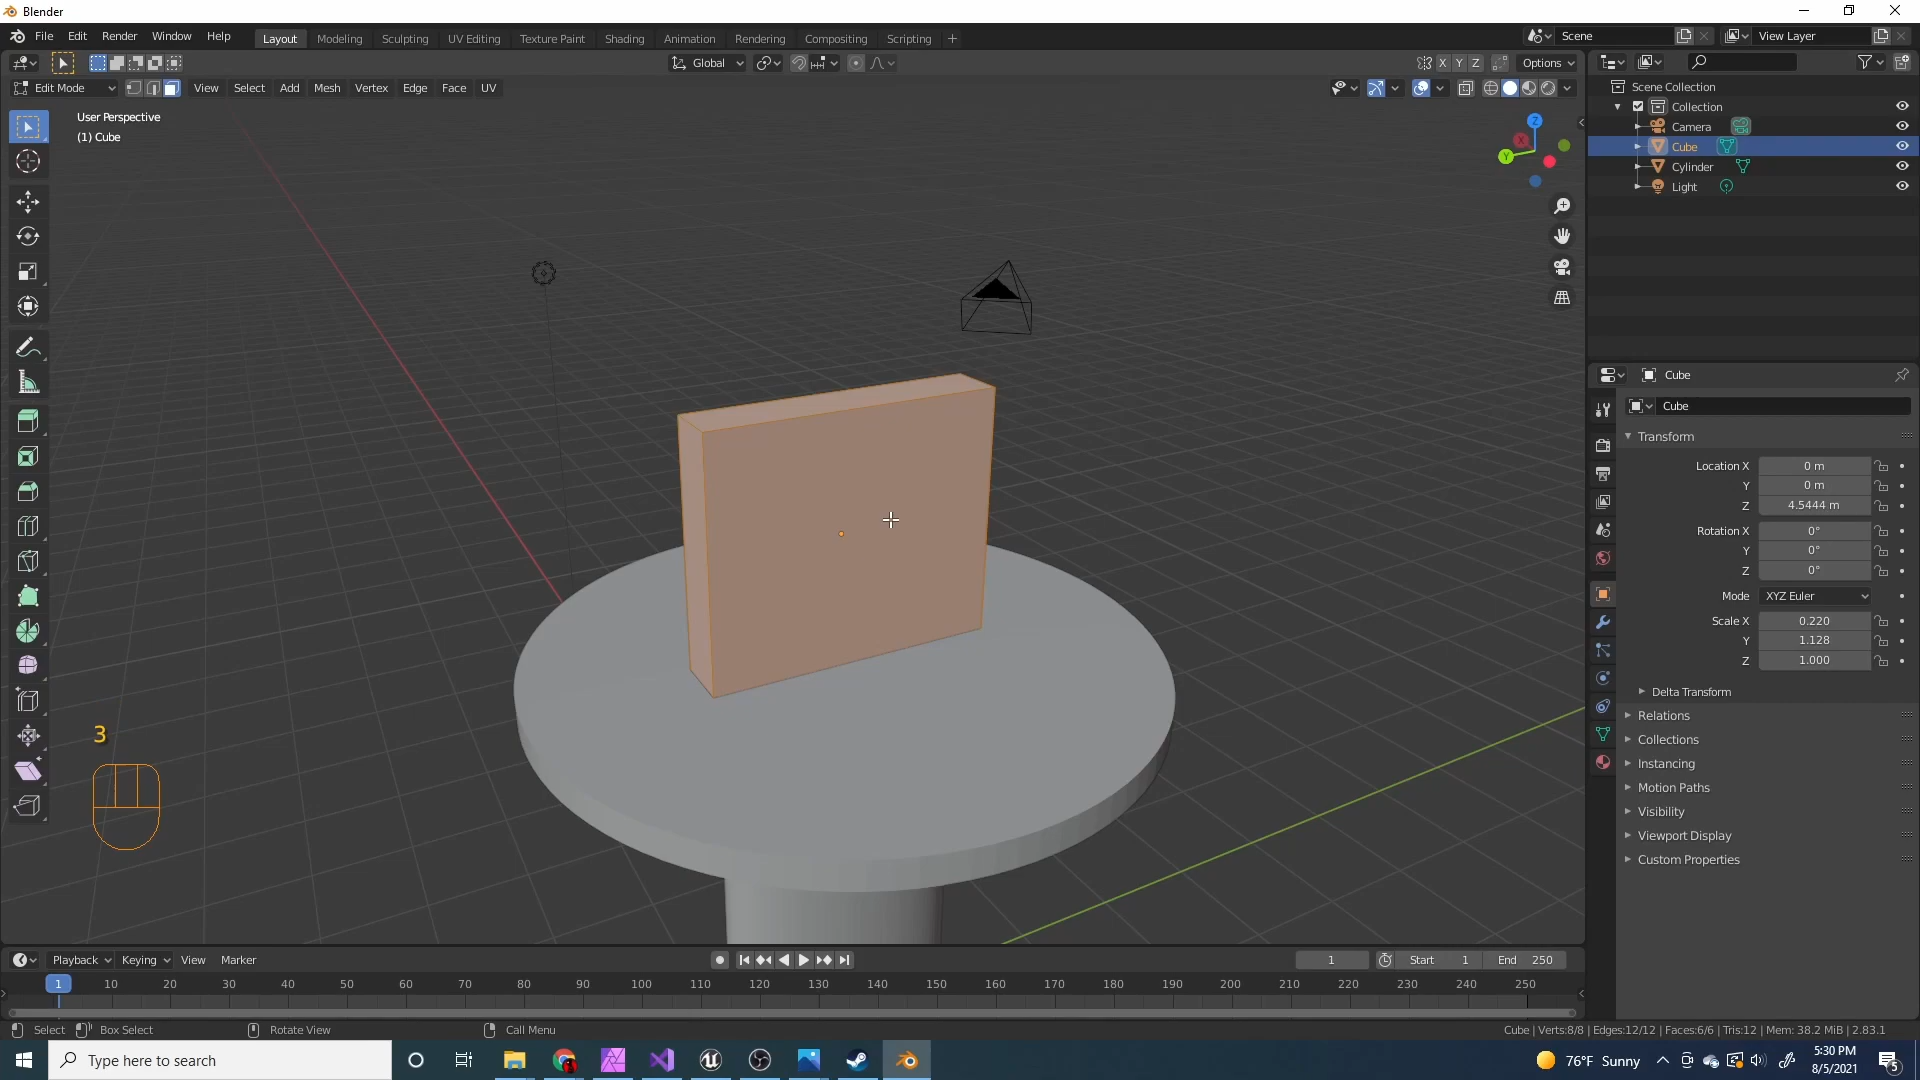 Blender
File Edit Render Window Help
Layout Modeling Sculpting UV Editing Texture Paint Shading Animation Rendering Compositing Scripting +
Scene
View Layer
Global
X Y Z
Options
Edit Mode View Select Add Mesh Vertex Edge Face UV
User Perspective
(1) Cube
Z
Y
Scene Collection
Collection
Camera
Cube
Cylinder
Light
Cube
Cube
Transform
Location X 0 m
Y 0 m
Z 4.5444 m
Rotation X 0°
Y 0°
Z 0°
Mode XYZ Euler
Scale X 0.220
Y 1.128
Z 1.000
Delta Transform
Relations
Collections
Instancing
Motion Paths
Visibility
Viewport Display
Custom Properties
3
Playback Keying View Marker
1 Start 1 End 250
1 10 20 30 40 50 60 70 80 90 100 110 120 130 140 150 160 170 180 190 200 210 220 230 240 250
Select Box Select Rotate View Call Menu
Cube | Verts:8/8 | Edges:12/12 | Faces:6/6 | Tris:12 | Mem: 38.2 MiB | 2.83.1
Type here to search
76°F Sunny
5:30 PM
8/5/2021
5